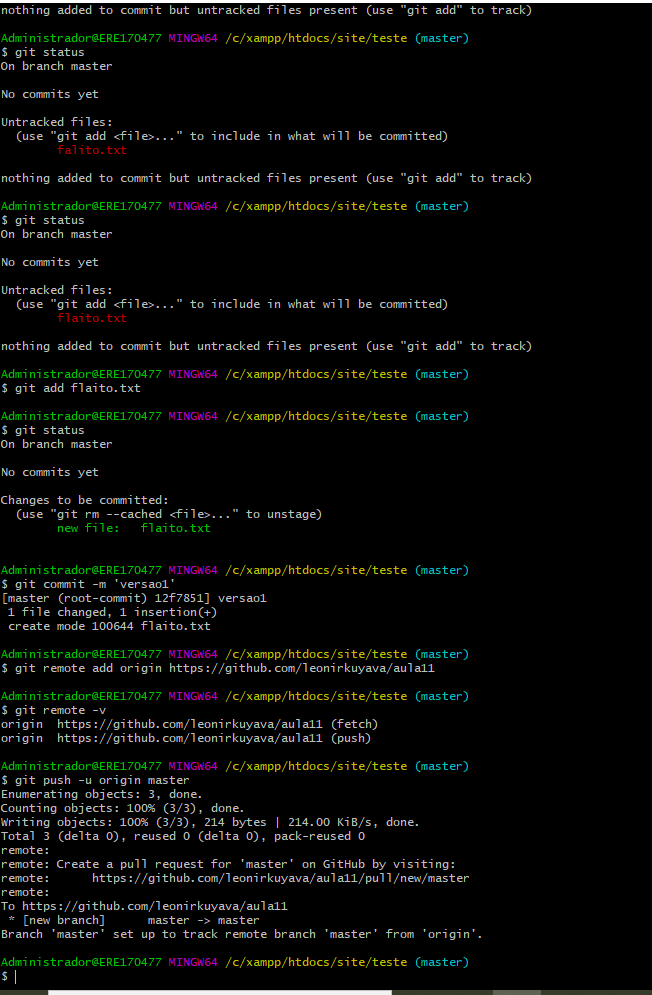 nothing added to commit but untracked files present (use "git add" to track)
Administrador@ERE170477 MINGW64 /c/xampp/htdocs/site/teste (master)
$ git status
On branch master
No commits yet
Untracked files:
(use "git add <file>..." to include in what will be committed)
falito.txt
nothing added to commit but untracked files present (use "git add" to track)
Administrador@ERE170477 MINGW64 /c/xampp/htdocs/site/teste (master)
$ git status
On branch master
No commits yet
Untracked files:
(use "git add <file>..." to include in what will be committed)
flaito.txt
nothing added to commit but untracked files present (use "git add" to track)
Administrador@ERE170477 MINGW64 /c/xampp/htdocs/site/teste (master)
$ git add flaito.txt
Administrador@ERE170477 MINGW64 /c/xampp/htdocs/site/teste (master)
$ git status
On branch master
No commits yet
Changes to be committed:
(use "git rm --cached <file>..." to unstage)
new file:   flaito.txt
Administrador@ERE170477 MINGW64 /c/xampp/htdocs/site/teste (master)
$ git commit -m 'versao1'
[master (root-commit) 12f7851] versao1
1 file changed, 1 insertion(+)
create mode 100644 flaito.txt
Administrador@ERE170477 MINGW64 /c/xampp/htdocs/site/teste (master)
$ git remote add origin https://github.com/leonirkuyava/aula11
Administrador@ERE170477 MINGW64 /c/xampp/htdocs/site/teste (master)
$ git remote -v
origin  https://github.com/leonirkuyava/aula11 (fetch)
origin  https://github.com/leonirkuyava/aula11 (push)
Administrador@ERE170477 MINGW64 /c/xampp/htdocs/site/teste (master)
$ git push -u origin master
Enumerating objects: 3, done.
Counting objects: 100% (3/3), done.
Writing objects: 100% (3/3), 214 bytes | 214.00 KiB/s, done.
Total 3 (delta 0), reused 0 (delta 0), pack-reused 0
remote:
remote: Create a pull request for 'master' on GitHub by visiting:
remote:      https://github.com/leonirkuyava/aula11/pull/new/master
remote:
To https://github.com/leonirkuyava/aula11
* [new branch]      master -> master
Branch 'master' set up to track remote branch 'master' from 'origin'.
Administrador@ERE170477 MINGW64 /c/xampp/htdocs/site/teste (master)
$